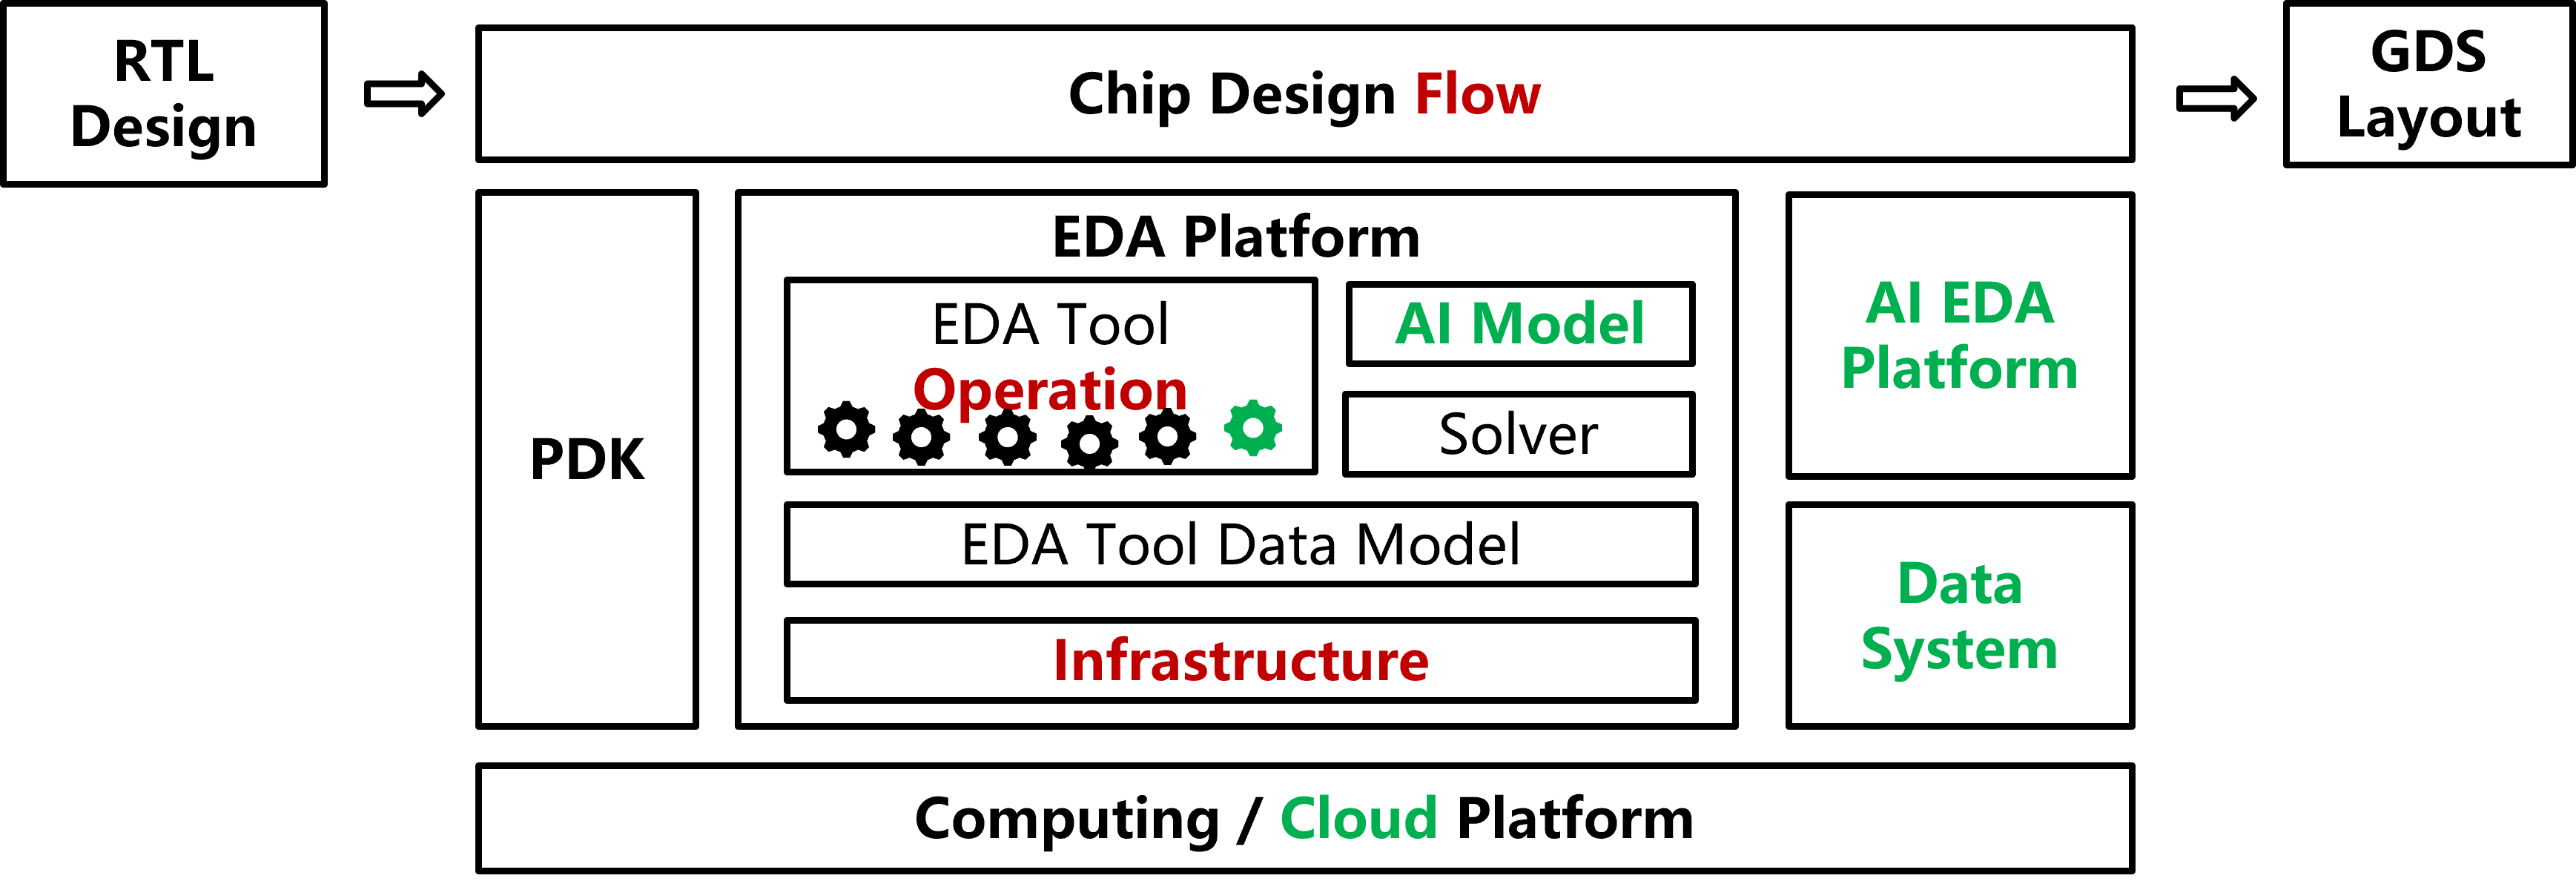 RTL
Design
Chip Design Flow
GDS
Layout
PDK
EDA Platform
EDA Tool
Operation
AI Model
Solver
EDA Tool Data Model
Infrastructure
AI EDA
Platform
Data
System
Computing / Cloud Platform